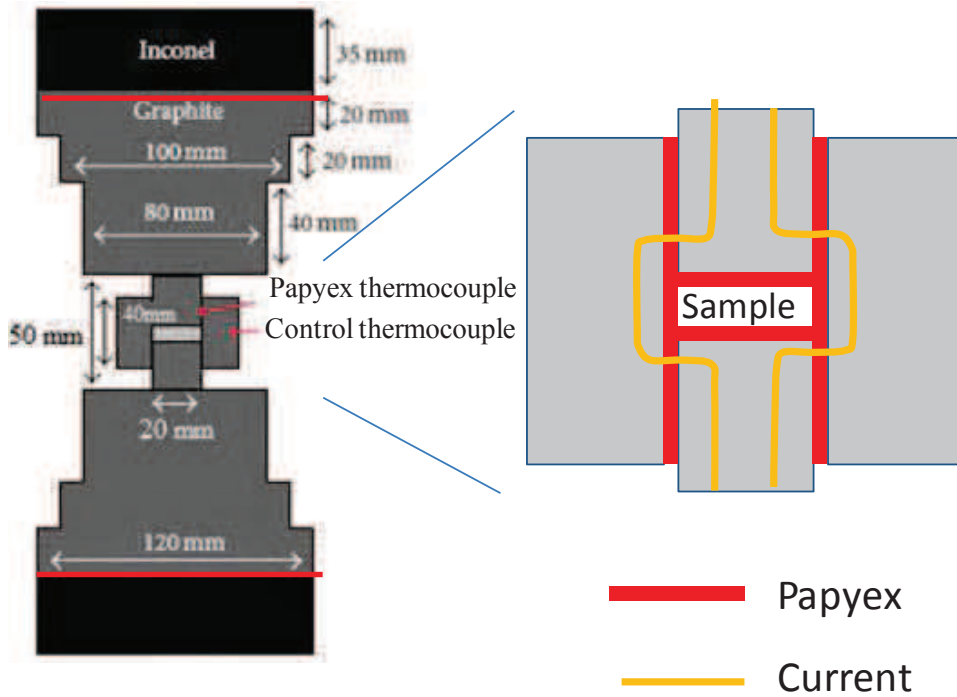 Inconel
35 mm
Graphite
20 mm
100 mm
20 mm
80 mm
40 mm
Papyex thermocouple
40mm
Control thermocouple
50 mm
20 mm
120 mm
Sample
Papyex
Current